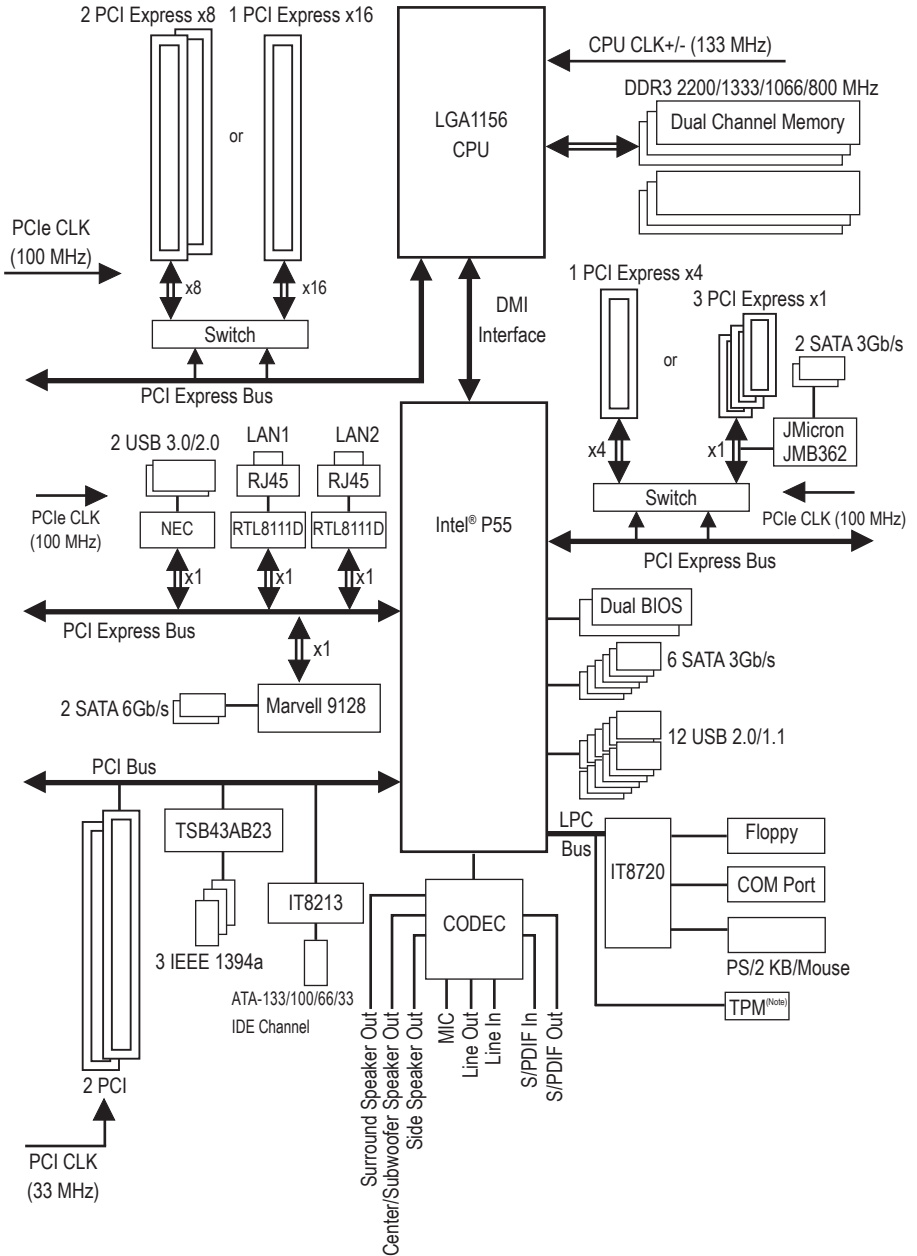 2 PCI Express x8
1 PCI Express x16
or
CPU CLK+/- (133 MHz)
DDR3 2200/1333/1066/800 MHz
LGA1156
CPU
Dual Channel Memory
PCIe CLK
(100 MHz)
x8
x16
Switch
PCI Express Bus
DMI
Interface
1 PCI Express x4
3 PCI Express x1
or
2 SATA 3Gb/s
JMicron
JMB362
x4
x1
Switch
PCIe CLK (100 MHz)
PCI Express Bus
2 USB 3.0/2.0
LAN1
LAN2
RJ45
RJ45
NEC
RTL8111D
RTL8111D
PCIe CLK
(100 MHz)
x1
x1
x1
PCI Express Bus
Intel® P55
x1
2 SATA 6Gb/s
Marvell 9128
Dual BIOS
6 SATA 3Gb/s
12 USB 2.0/1.1
PCI Bus
TSB43AB23
3 IEEE 1394a
IT8213
ATA-133/100/66/33
IDE Channel
2 PCI
PCI CLK
(33 MHz)
LPC
Bus
IT8720
Floppy
COM Port
PS/2 KB/Mouse
TPM(Note)
CODEC
Surround Speaker Out
Center/Subwoofer Speaker Out
Side Speaker Out
MIC
Line Out
Line In
S/PDIF In
S/PDIF Out